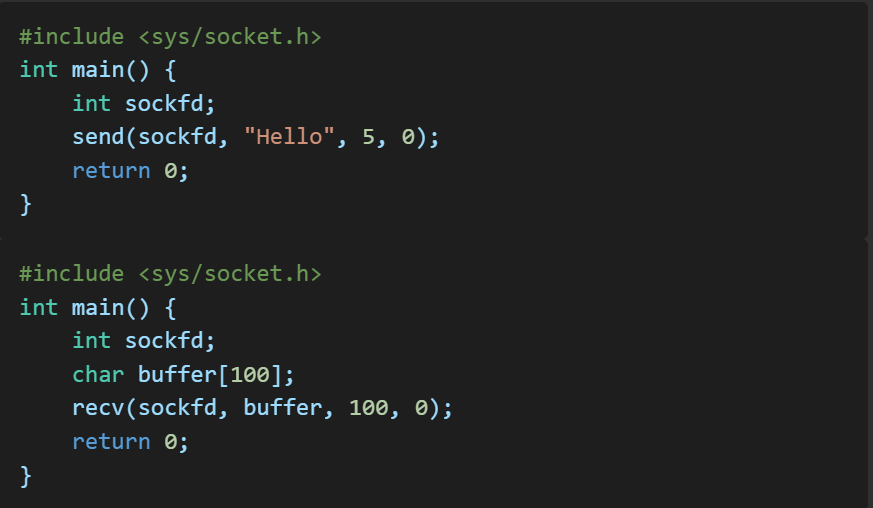 #include <sys/socket.h>
int main() {
    int sockfd;
    send(sockfd, "Hello", 5, 0);
    return 0;
}
#include <sys/socket.h>
int main() {
    int sockfd;
    char buffer[100];
    recv(sockfd, buffer, 100, 0);
    return 0;
}